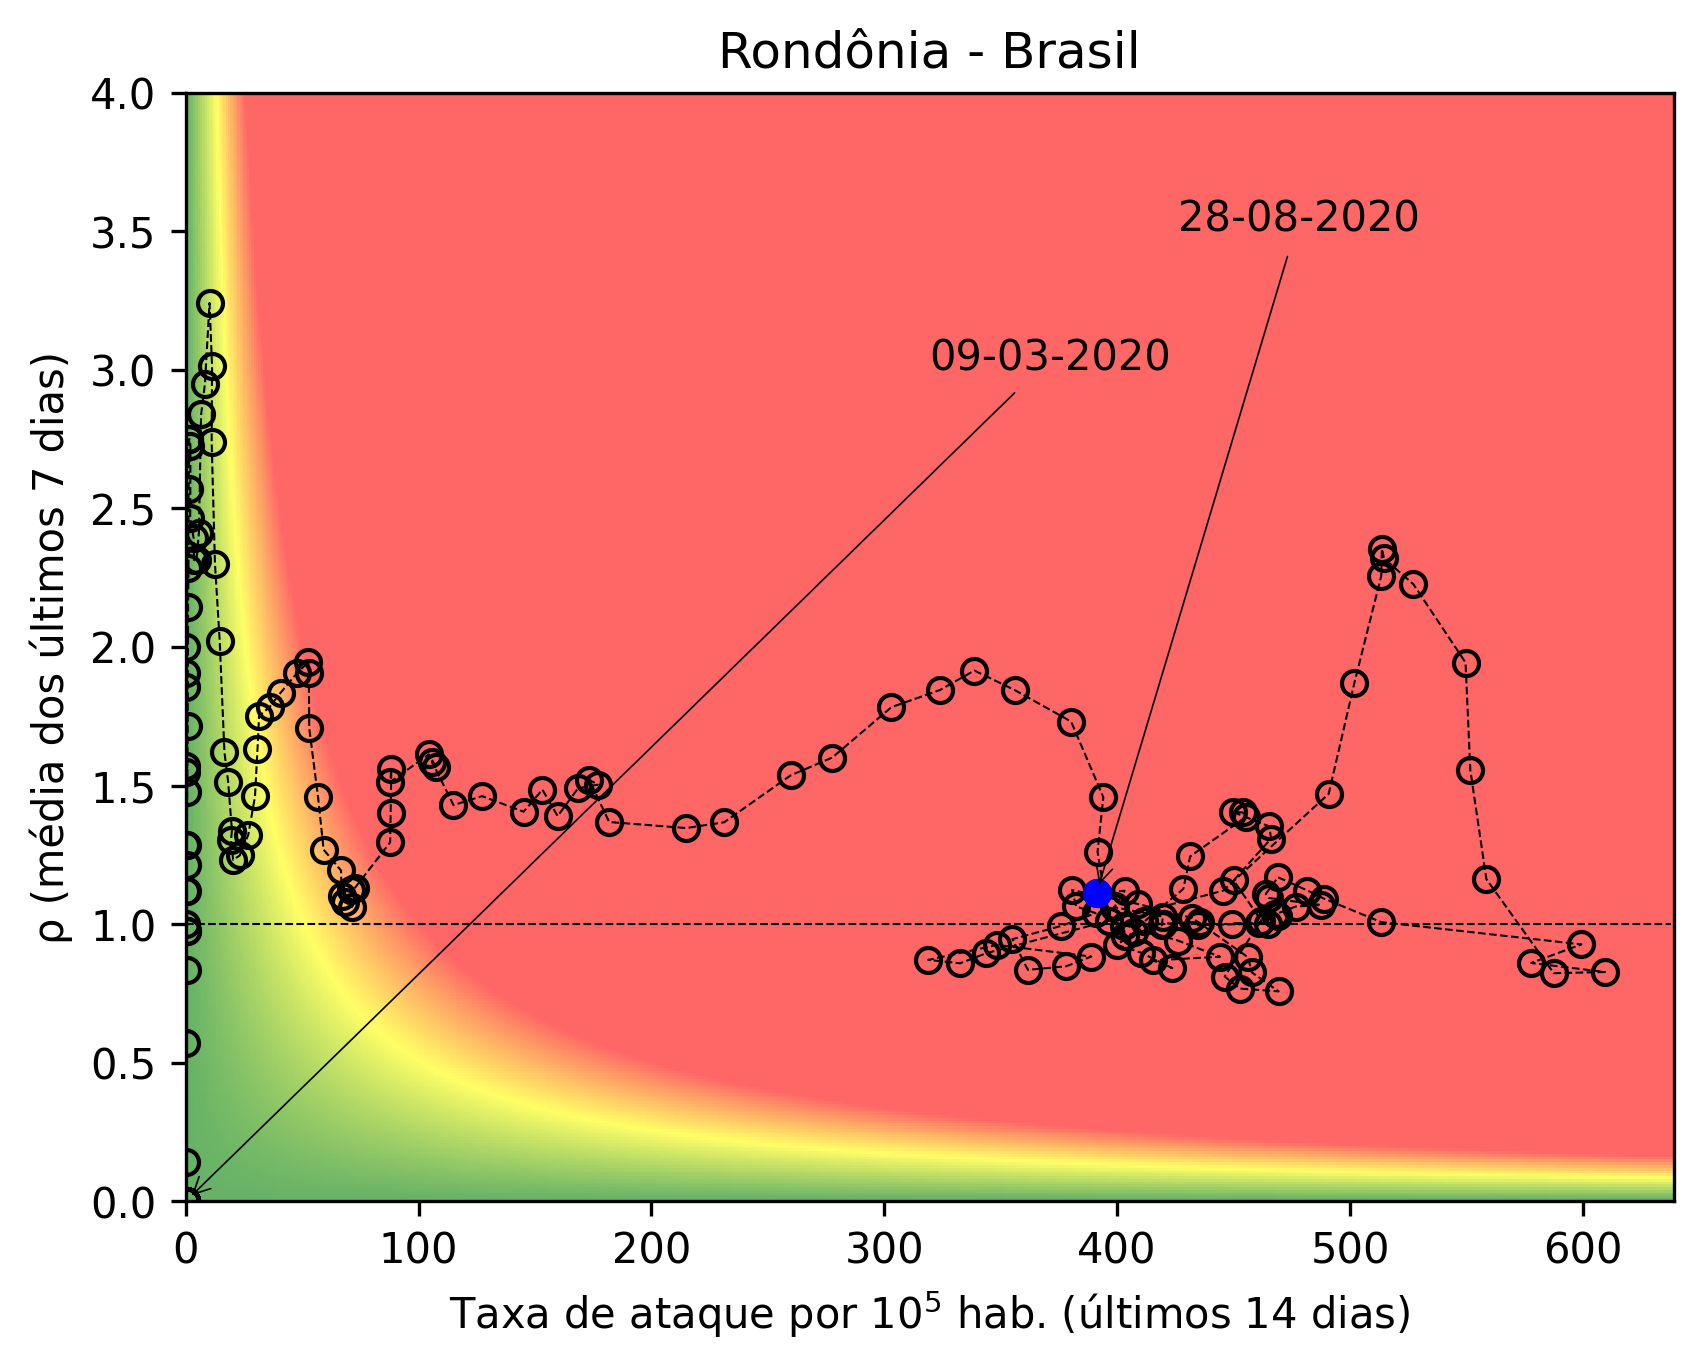 Rondônia - Brasil
4.0
3.5
3.0
2.5
2.0
1.5
1.0
0.5
0.0
ρ (média dos últimos 7 dias)
28-08-2020
09-03-2020
0 100 200 300 400 500 600
Taxa de ataque por 10⁵ hab. (últimos 14 dias)